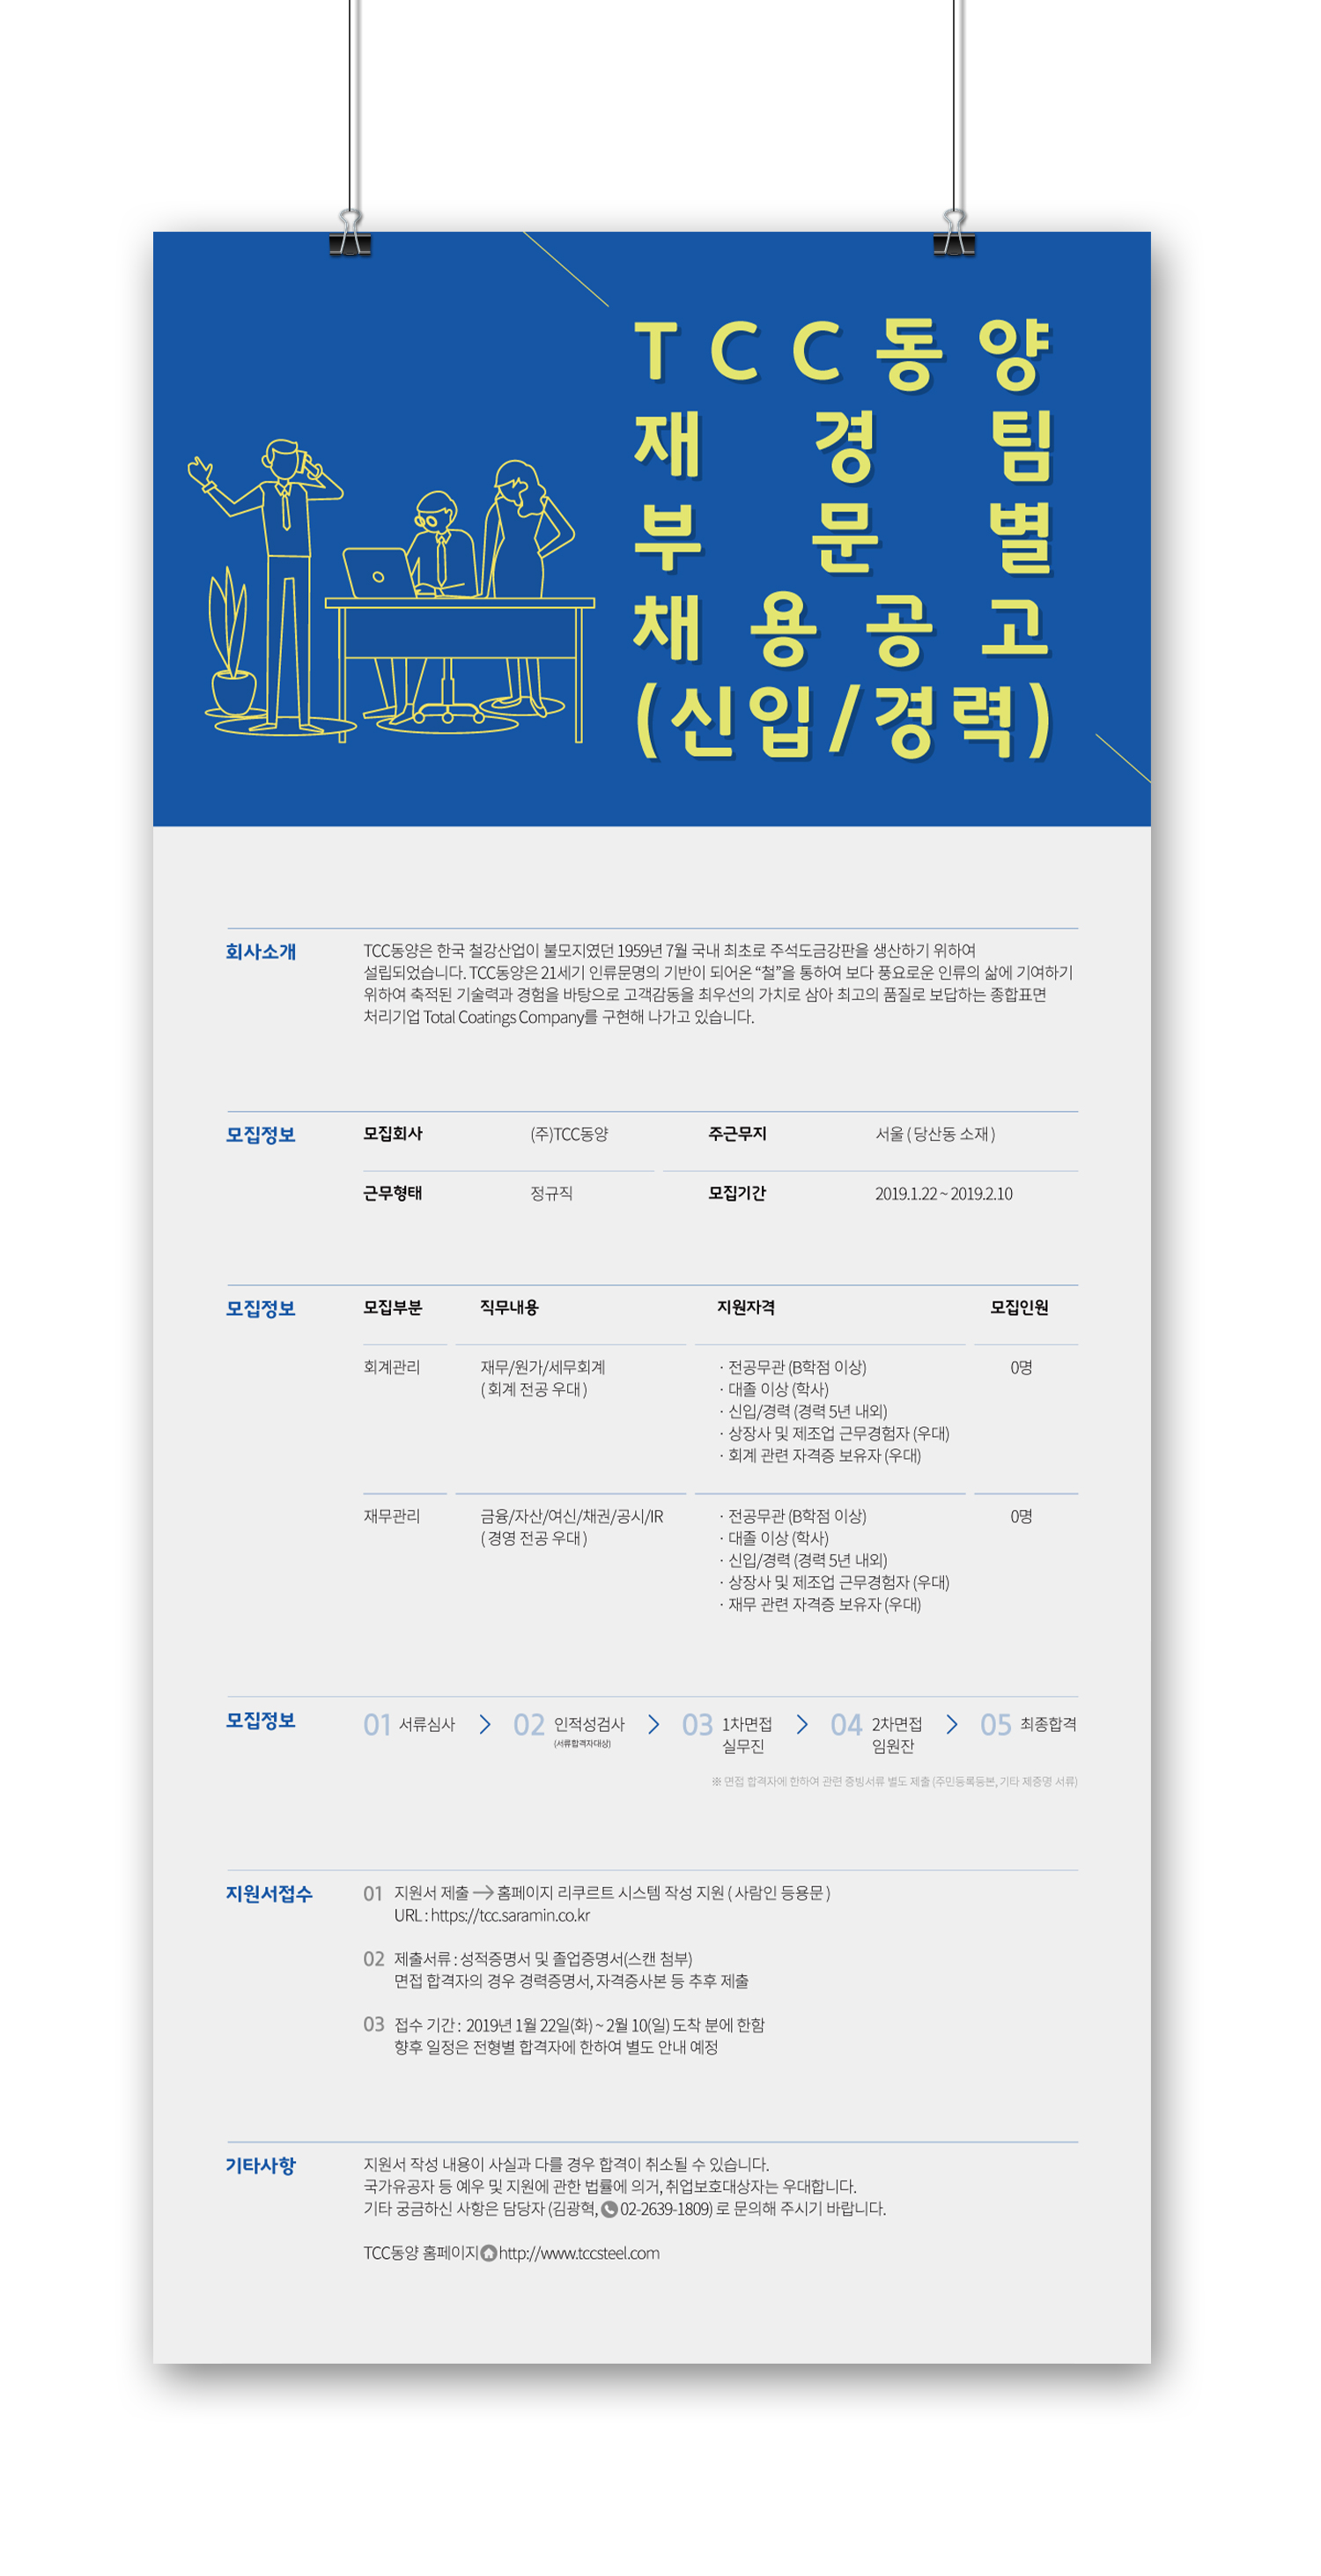 TCC동양
재경팀
부문별
채용공고
(신입/경력)
회사소개
TCC동양은 한국 철강산업이 불모지였던 1959년 7월 국내 최초로 주석도금강판을 생산하기 위하여
설립되었습니다. TCC동양은 21세기 인류문명의 기반이 되어온 “철”을 통하여 보다 풍요로운 인류의 삶에 기여하기
위하여 축적된 기술력과 경험을 바탕으로 고객감동을 최우선의 가치로 삼아 최고의 품질로 보답하는 종합표면
처리기업 Total Coatings Company를 구현해 나가고 있습니다.
모집정보
모집회사 (주)TCC동양 주근무지 서울 ( 당산동 소재 )
근무형태 정규직 모집기간 2019.1.22 ~ 2019.2.10
모집정보
모집부분 직무내용 지원자격 모집인원
회계관리 재무/원가/세무회계 · 전공무관 (B학점 이상) 0명
( 회계 전공 우대 ) · 대졸 이상 (학사)
· 신입/경력 (경력 5년 내외)
· 상장사 및 제조업 근무경험자 (우대)
· 회계 관련 자격증 보유자 (우대)
재무관리 금융/자산/여신/채권/공시/IR · 전공무관 (B학점 이상) 0명
( 경영 전공 우대 ) · 대졸 이상 (학사)
· 신입/경력 (경력 5년 내외)
· 상장사 및 제조업 근무경험자 (우대)
· 재무 관련 자격증 보유자 (우대)
모집정보
01 서류심사 > 02 인적성검사 > 03 1차면접 > 04 2차면접 > 05 최종합격
(서류합격자대상) 실무진 임원잔
※ 면접 합격자에 한하여 관련 증빙서류 별도 제출 (주민등록등본, 기타 제증명 서류)
지원서접수
01 지원서 제출 → 홈페이지 리쿠르트 시스템 작성 지원 ( 사람인 등용문 )
URL : https://tcc.saramin.co.kr
02 제출서류 : 성적증명서 및 졸업증명서(스캔 첨부)
면접 합격자의 경우 경력증명서, 자격증사본 등 추후 제출
03 접수 기간 : 2019년 1월 22일(화) ~ 2월 10(일) 도착 분에 한함
향후 일정은 전형별 합격자에 한하여 별도 안내 예정
기타사항
지원서 작성 내용이 사실과 다를 경우 합격이 취소될 수 있습니다.
국가유공자 등 예우 및 지원에 관한 법률에 의거, 취업보호대상자는 우대합니다.
기타 궁금하신 사항은 담당자 (김광혁, 02-2639-1809) 로 문의해 주시기 바랍니다.
TCC동양 홈페이지 http://www.tccsteel.com